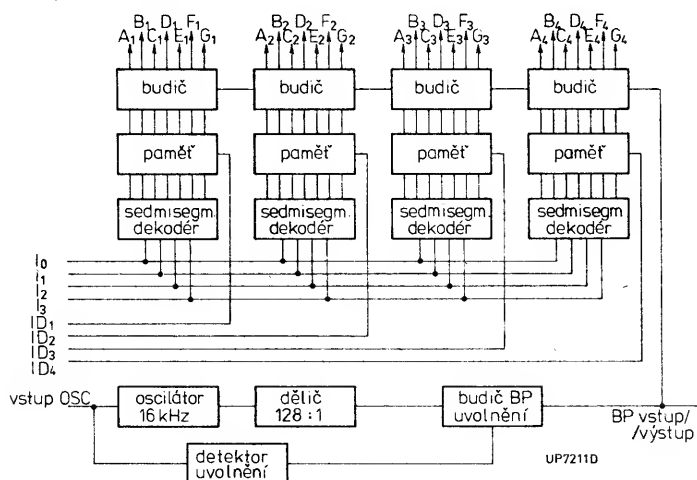 B₁ D₁ F₁
A₁ C₁ E₁ G₁
B₂ D₂ F₂
A₂ C₂ E₂ G₂
B₃ D₃ F₃
A₃ C₃ E₃ G₃
B₄ D₄ F₄
A₄ C₄ E₄ G₄
budič
budič
budič
budič
paměť
paměť
paměť
paměť
sedmisegm.
dekodér
sedmisegm.
dekodér
sedmisegm.
dekodér
sedmisegm.
dekodér
I₀
I₁
I₂
I₃
ID₁
ID₂
ID₃
ID₄
vstup OSC
oscilátor
16 kHz
dělič
128 : 1
budič BP
uvolnění
BP vstup/
/výstup
detektor
uvolnění
UP7211D